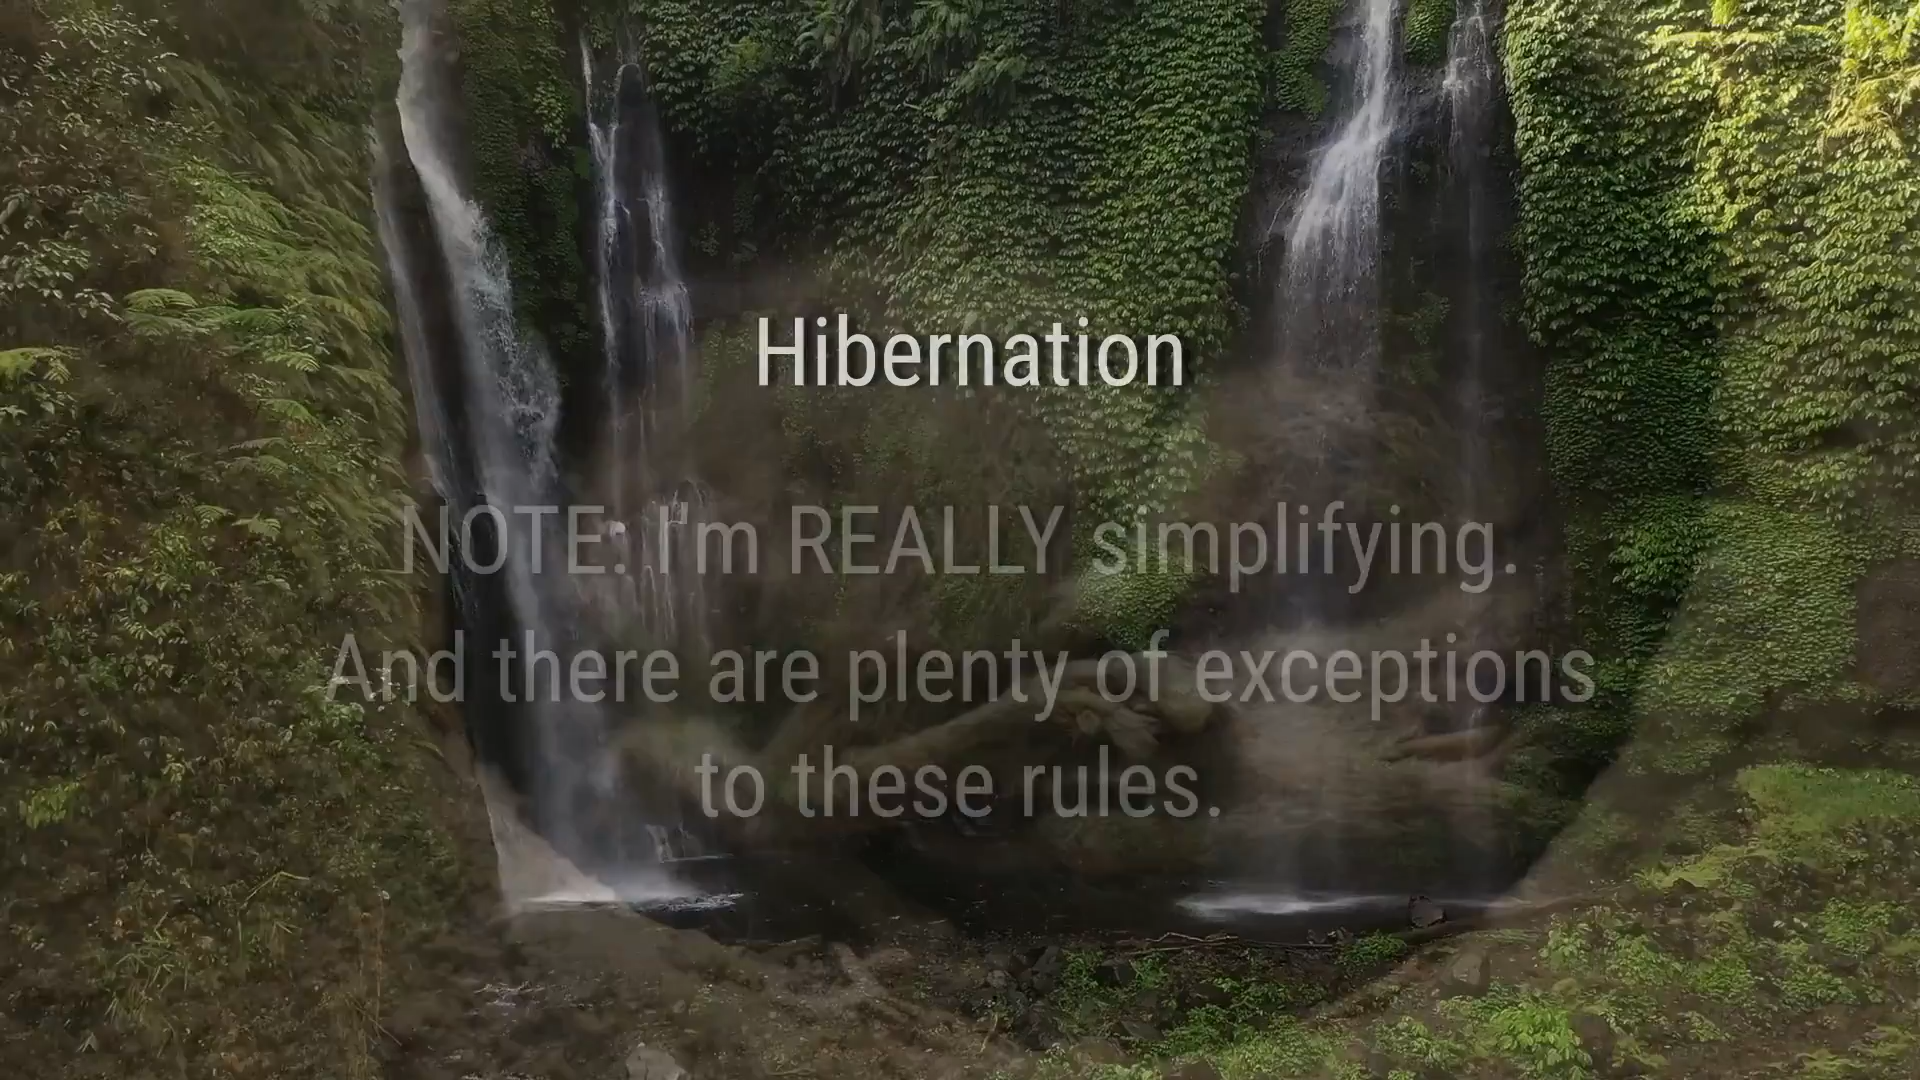 Hibernation
NOTE: I'm REALLY simplifying.
And there are plenty of exceptions
to these rules.